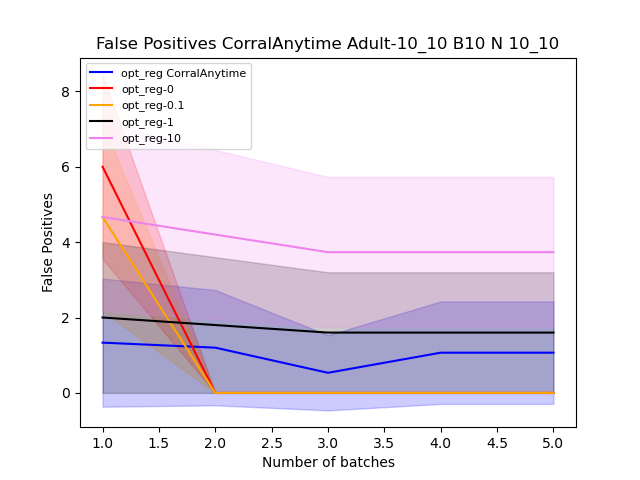 False Positives CorralAnytime Adult-10_10 B10 N 10_10
opt_reg CorralAnytime
opt_reg-0
opt_reg-0.1
opt_reg-1
opt_reg-10
8
6
4
2
0
False Positives
1.0 1.5 2.0 2.5 3.0 3.5 4.0 4.5 5.0
Number of batches